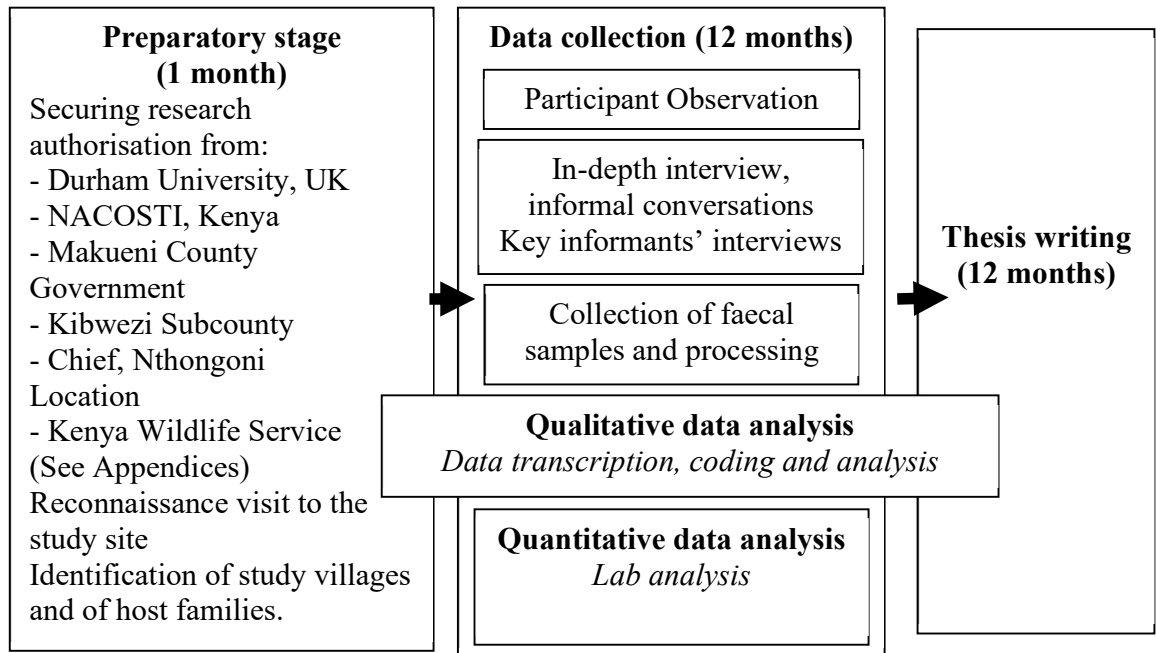 Preparatory stage
(1 month)
Securing research
authorisation from:
- Durham University, UK
- NACOSTI, Kenya
- Makueni County
Government
- Kibwezi Subcounty
- Chief, Nthongoni
Location
- Kenya Wildlife Service
(See Appendices)
Reconnaissance visit to the
study site
Identification of study villages
and of host families.
Data collection (12 months)
Participant Observation
In-depth interview,
informal conversations
Key informants’ interviews
Collection of faecal
samples and processing
Qualitative data analysis
Data transcription, coding and analysis
Quantitative data analysis
Lab analysis
Thesis writing
(12 months)